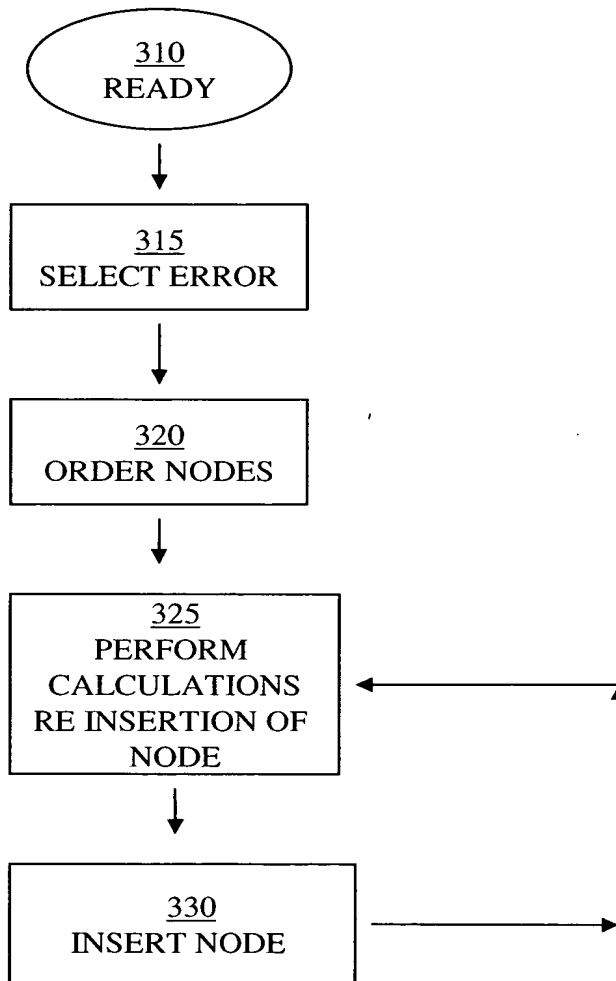 310
READY
315
SELECT ERROR
320
ORDER NODES
325
PERFORM
CALCULATIONS
RE INSERTION OF
NODE
330
INSERT NODE